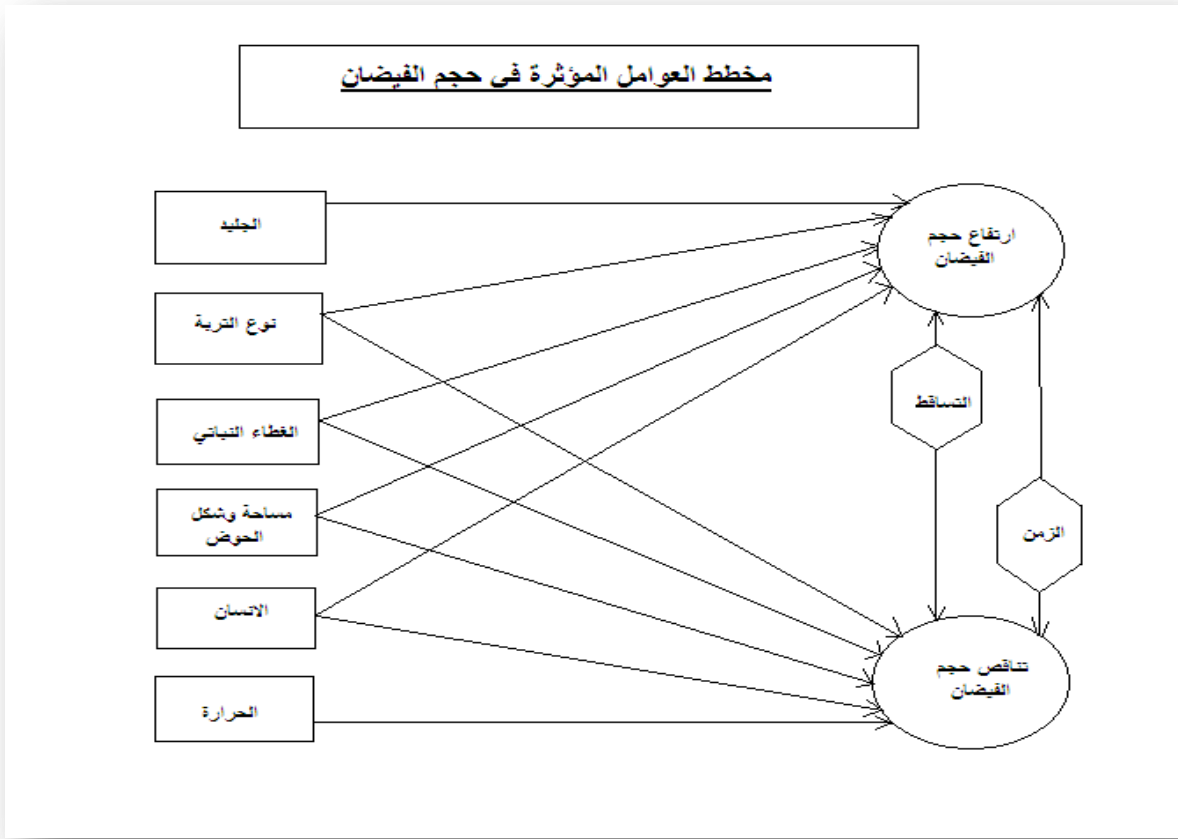 مخطط العوامل المؤثرة في حجم الفيضان
الجليد
ارتفاع حجم
الفيضان
نوع التربة
التساقط
الغطاء النباتي
مساحة وشكل
الحوض
الزمن
الانسان
تناقص حجم
الفيضان
الحرارة